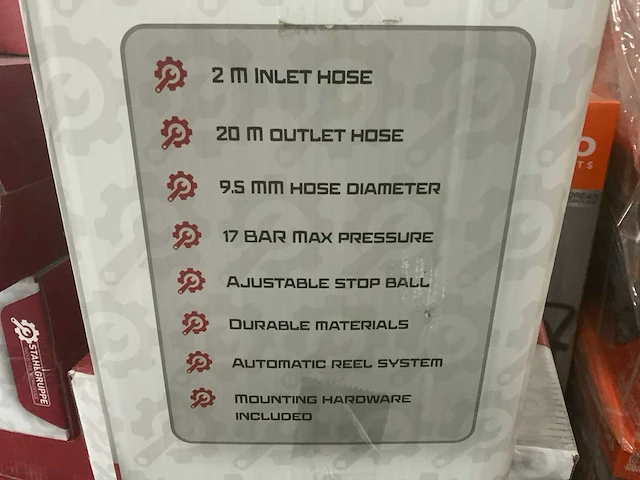 2 M INLET HOSE
20 M OUTLET HOSE
9.5 MM HOSE DIAMETER
17 BAR MAX PRESSURE
AJUSTABLE STOP BALL
DURABLE MATERIALS
AUTOMATIC REEL SYSTEM
MOUNTING HARDWARE
INCLUDED
STAHLGRUPPE